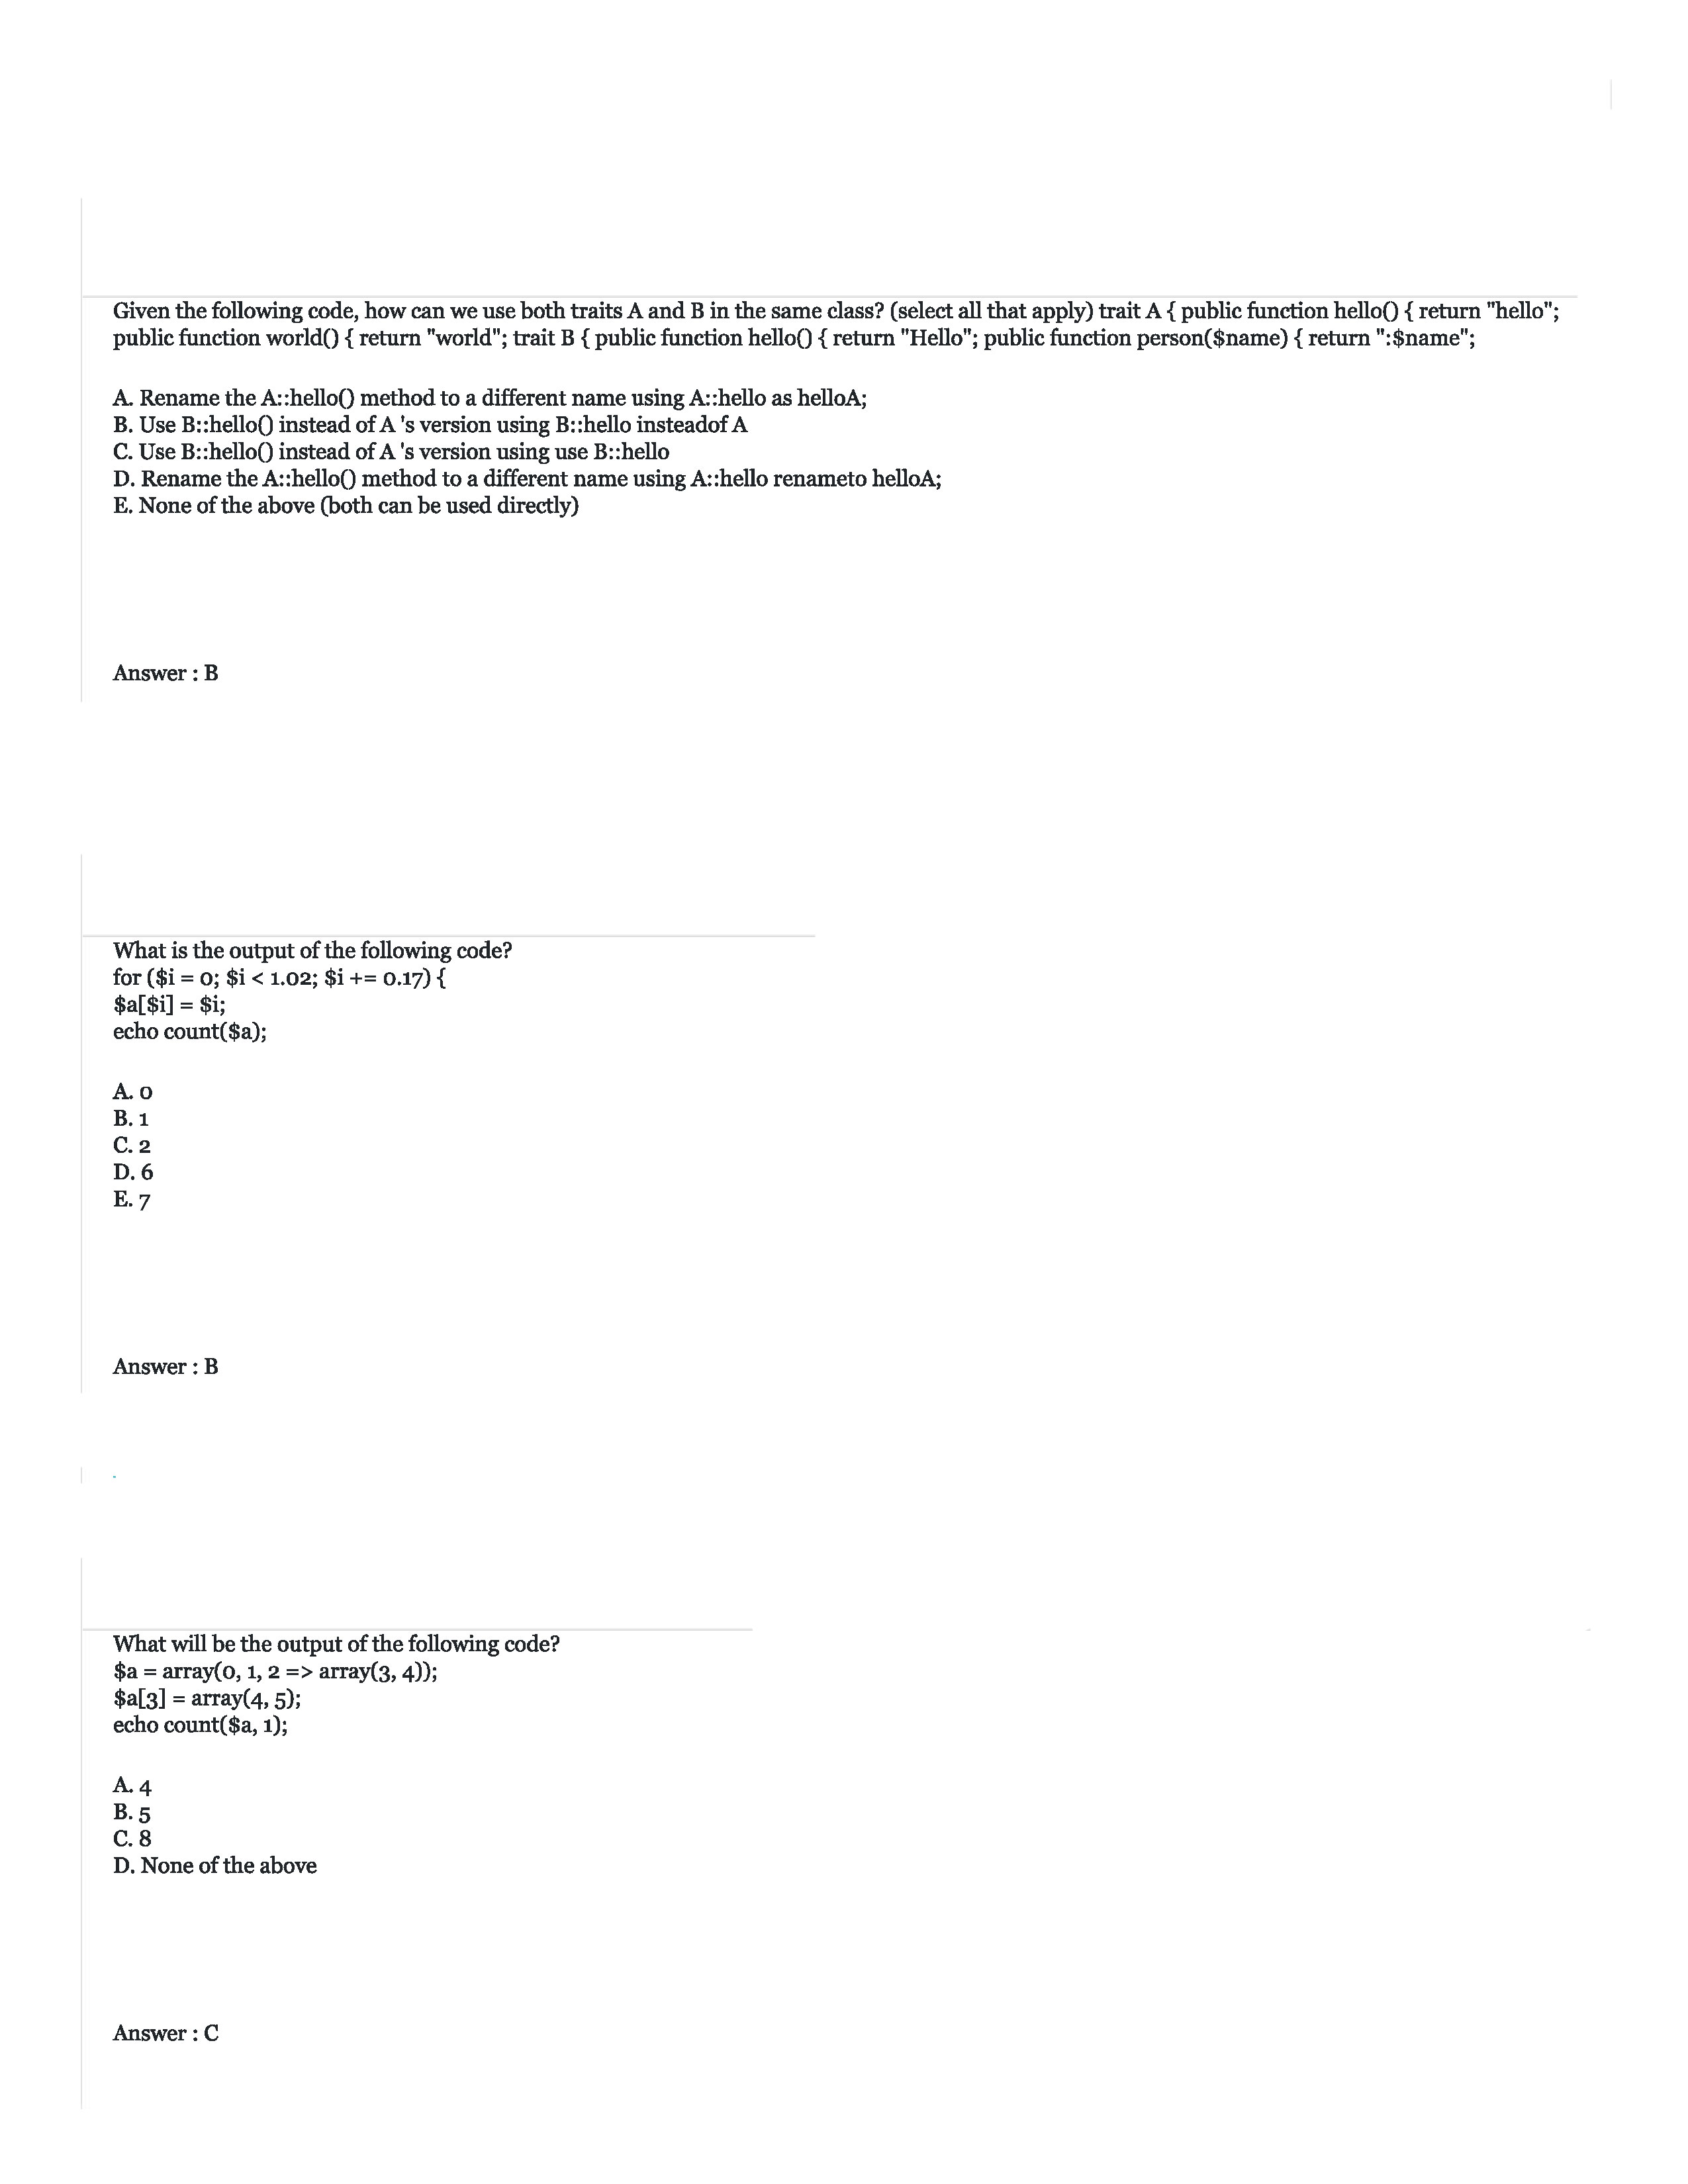 Given the following code, how can we use both traits A and B in the same class? (select all that apply) trait A { public function hello() { return "hello";
public function world() { return "world"; trait B { public function hello() { return "Hello"; public function person($name) { return ":$name";
A. Rename the A::hello() method to a different name using A::hello as helloA;
B. Use B::hello() instead of A 's version using B::hello insteadof A
C. Use B::hello() instead of A 's version using use B::hello
D. Rename the A::hello() method to a different name using A::hello renameto helloA;
E. None of the above (both can be used directly)
Answer : B
What is the output of the following code?
for ($i = 0; $i < 1.02; $i += 0.17) {
$a[$i] = $i;
echo count($a);
A. 0
B. 1
C. 2
D. 6
E. 7
Answer : B
What will be the output of the following code?
$a = array(0, 1, 2 => array(3, 4));
$a[3] = array(4, 5);
echo count($a, 1);
A. 4
B. 5
C. 8
D. None of the above
Answer : C